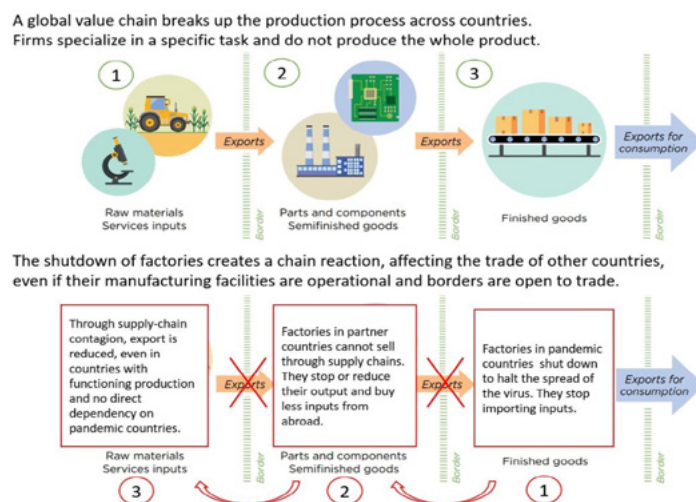 A global value chain breaks up the production process across countries.
Firms specialize in a specific task and do not produce the whole product.
1
2
3
Exports
Exports
Exports for
consumption
Raw materials
Services inputs
Border
Parts and components
Semifinished goods
Border
Finished goods
Border
The shutdown of factories creates a chain reaction, affecting the trade of other countries,
even if their manufacturing facilities are operational and borders are open to trade.
Through supply-chain
contagion, export is
reduced, even in
countries with
functioning production
and no direct
dependency on
pandemic countries.
Exports
Factories in partner
countries cannot sell
through supply chains.
They stop or reduce
their output and buy
less inputs from
abroad.
Exports
Factories in pandemic
countries shut down
to halt the spread of
the virus. They stop
importing inputs.
Exports for
consumption
Raw materials
Services inputs
Border
Parts and components
Semifinished goods
Border
Finished goods
Border
3
2
1